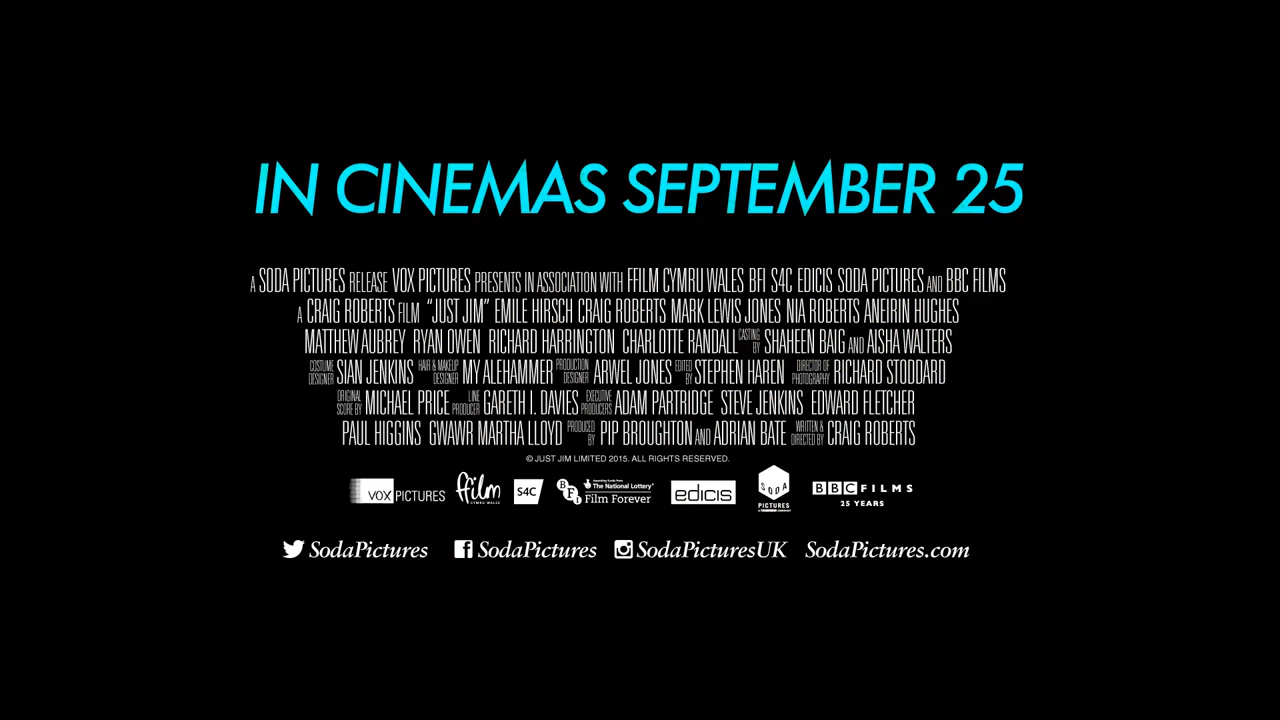 IN CINEMAS SEPTEMBER 25
A SODA PICTURES RELEASE VOX PICTURES PRESENTS IN ASSOCIATION WITH FFILM CYMRU WALES BFI S4C EDICIS SODA PICTURES AND BBC FILMS
A CRAIG ROBERTS FILM "JUST JIM" EMILE HIRSCH CRAIG ROBERTS MARK LEWIS JONES NIA ROBERTS ANEIRIN HUGHES
MATTHEW AUBREY RYAN OWEN RICHARD HARRINGTON CHARLOTTE RANDALL CASTING BY SHAHEEN BAIG AND AISHA WALTERS
COSTUME DESIGNER SIAN JENKINS HAIR & MAKEUP DESIGNER MY ALEHAMMER PRODUCTION DESIGNER ARWEL JONES EDITED BY STEPHEN HAREN DIRECTOR OF PHOTOGRAPHY RICHARD STODDARD
ORIGINAL SCORE BY MICHAEL PRICE LINE PRODUCER GARETH I. DAVIES EXECUTIVE PRODUCERS ADAM PARTRIDGE STEVE JENKINS EDWARD FLETCHER
PAUL HIGGINS GWAWR MARTHA LLOYD PRODUCED BY PIP BROUGHTON AND ADRIAN BATE WRITTEN & DIRECTED BY CRAIG ROBERTS
© JUST JIM LIMITED 2015. ALL RIGHTS RESERVED.
VOX PICTURES ffilm CYMRU WALES S4C BFI Awarding funds from The National Lottery Film Forever edicis SODA PICTURES BBC FILMS 25 YEARS
SodaPictures SodaPictures SodaPicturesUK SodaPictures.com